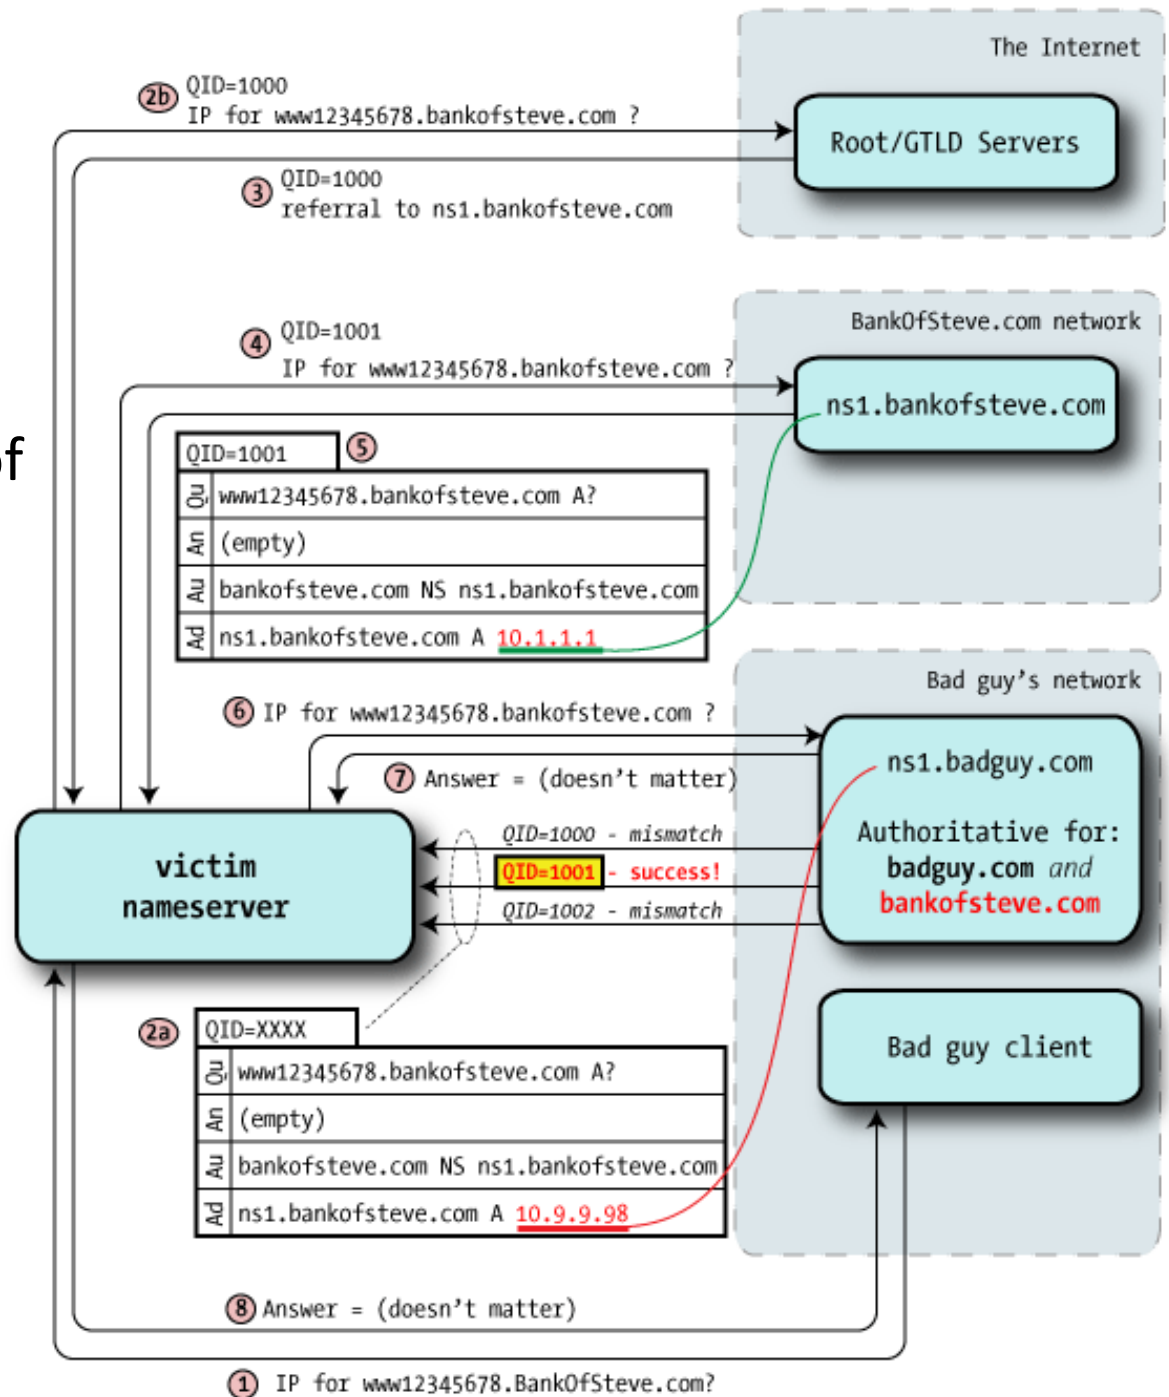 The Internet
2b QID=1000
IP for www12345678.bankofsteve.com ?
Root/GTLD Servers
3 QID=1000
referral to ns1.bankofsteve.com
BankOfSteve.com network
4 QID=1001
IP for www12345678.bankofsteve.com ?
ns1.bankofsteve.com
of
QID=1001 5
Qu www12345678.bankofsteve.com A?
An (empty)
Au bankofsteve.com NS ns1.bankofsteve.com
Ad ns1.bankofsteve.com A 10.1.1.1
Bad guy's network
6 IP for www12345678.bankofsteve.com ?
ns1.badguy.com
7 Answer = (doesn't matter)
Authoritative for:
badguy.com and
bankofsteve.com
victim
nameserver
QID=1000 - mismatch
QID=1001 - success!
QID=1002 - mismatch
Bad guy client
2a QID=XXXX
Qu www12345678.bankofsteve.com A?
An (empty)
Au bankofsteve.com NS ns1.bankofsteve.com
Ad ns1.bankofsteve.com A 10.9.9.98
8 Answer = (doesn't matter)
1 IP for www12345678.BankOfSteve.com?